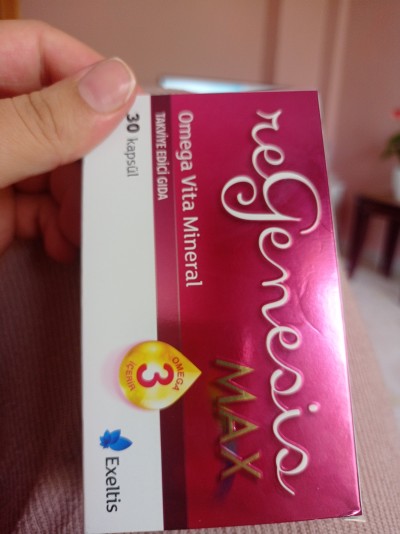 reGenesis
MAX
Omega Vita Mineral
TAKVİYE EDİCİ GIDA
30 kapsül
OMEGA
3
İÇERİR
Exeltis